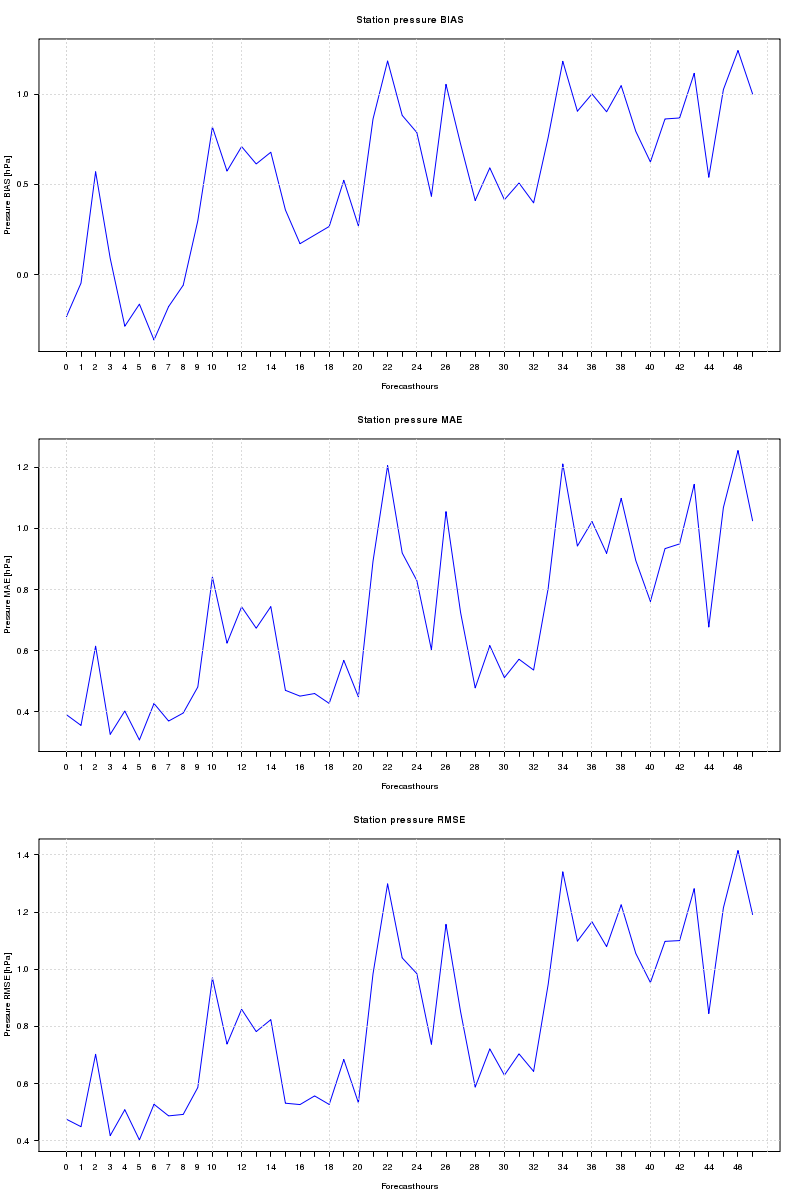 Station pressure BIAS
Pressure BIAS [hPa]
1.0
0.5
0.0
0 1 2 3 4 5 6 7 8 9 10 12 14 16 18 20 22 24 26 28 30 32 34 36 38 40 42 44 46
Forecasthours
Station pressure MAE
Pressure MAE [hPa]
1.2
1.0
0.8
0.6
0.4
0 1 2 3 4 5 6 7 8 9 10 12 14 16 18 20 22 24 26 28 30 32 34 36 38 40 42 44 46
Forecasthours
Station pressure RMSE
Pressure RMSE [hPa]
1.4
1.2
1.0
0.8
0.6
0.4
0 1 2 3 4 5 6 7 8 9 10 12 14 16 18 20 22 24 26 28 30 32 34 36 38 40 42 44 46
Forecasthours